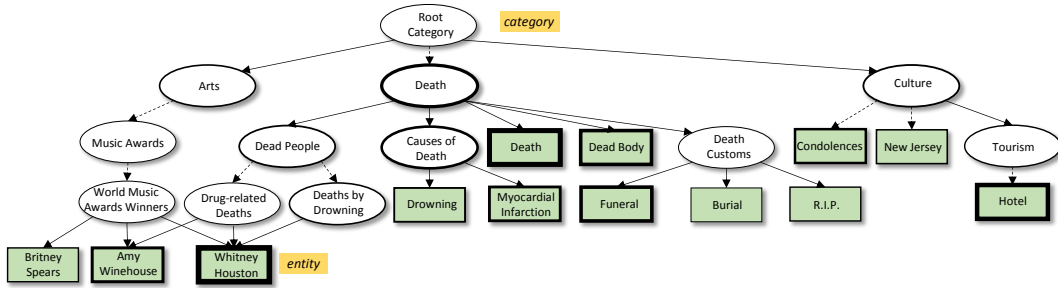 Root
Category
category
Arts
Death
Culture
Music Awards
Dead People
Causes of
Death
Death
Dead Body
Death
Customs
Condolences
New Jersey
Tourism
World Music
Awards Winners
Drug-related
Deaths
Deaths by
Drowning
Drowning
Myocardial
Infarction
Funeral
Burial
R.I.P.
Hotel
Britney
Spears
Amy
Winehouse
Whitney
Houston
entity